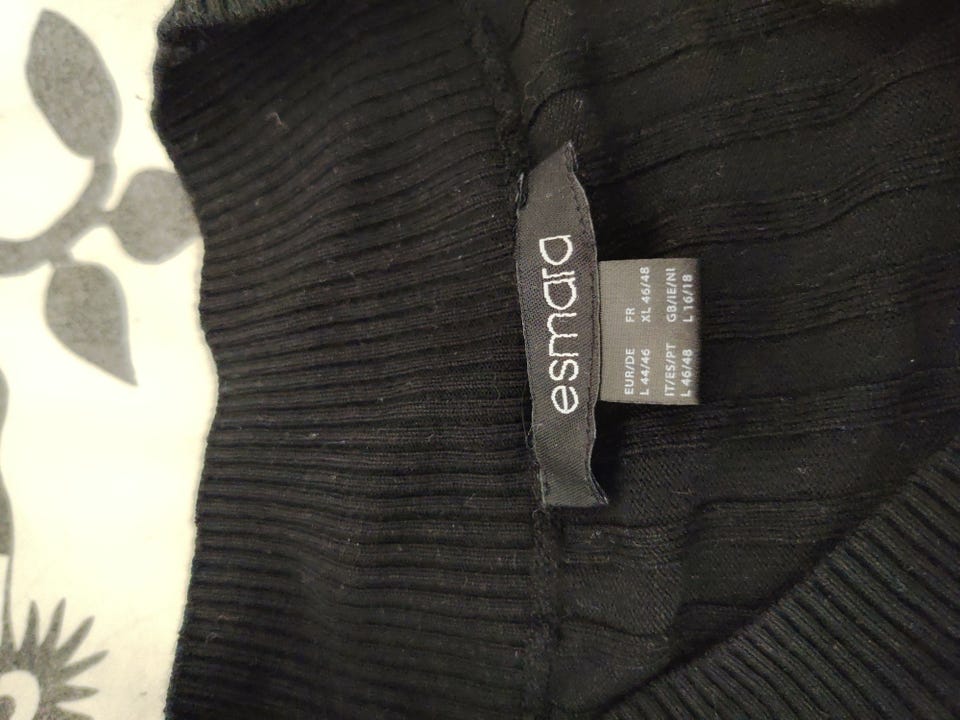 esmara
EUR/DE FR
L 44/46 XL 46/48
IT/ES/PT GB/IE/NI
L 46/48 L 16/18